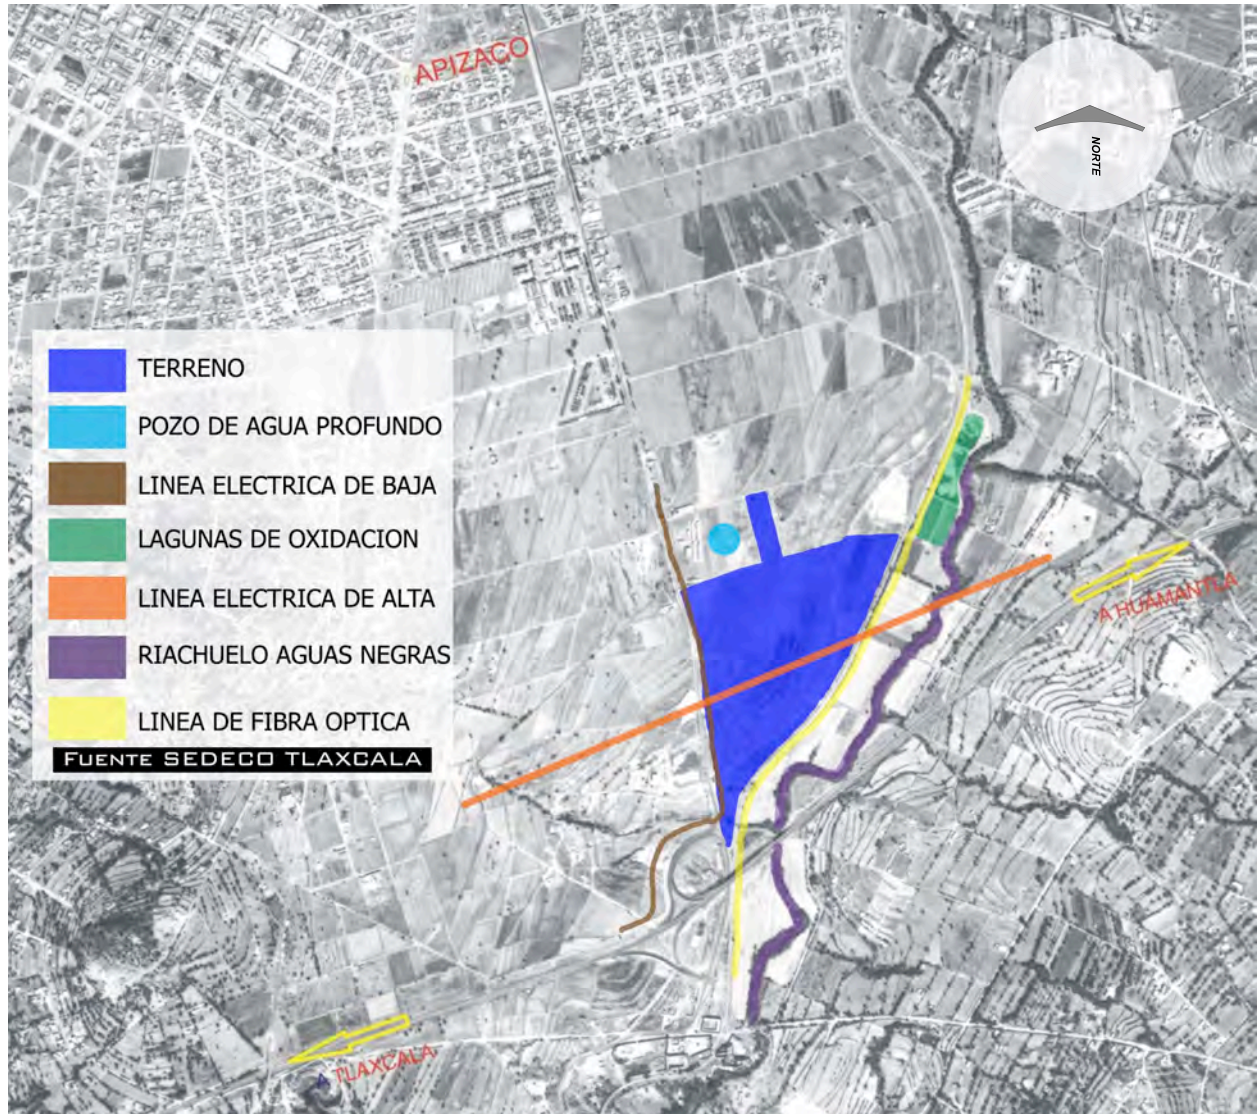 APIZACO
NORTE
TERRENO
POZO DE AGUA PROFUNDO
LINEA ELECTRICA DE BAJA
LAGUNAS DE OXIDACION
LINEA ELECTRICA DE ALTA
RIACHUELO AGUAS NEGRAS
LINEA DE FIBRA OPTICA
FUENTE SEDECO TLAXCALA
A HUAMANTLA
A TLAXCALA